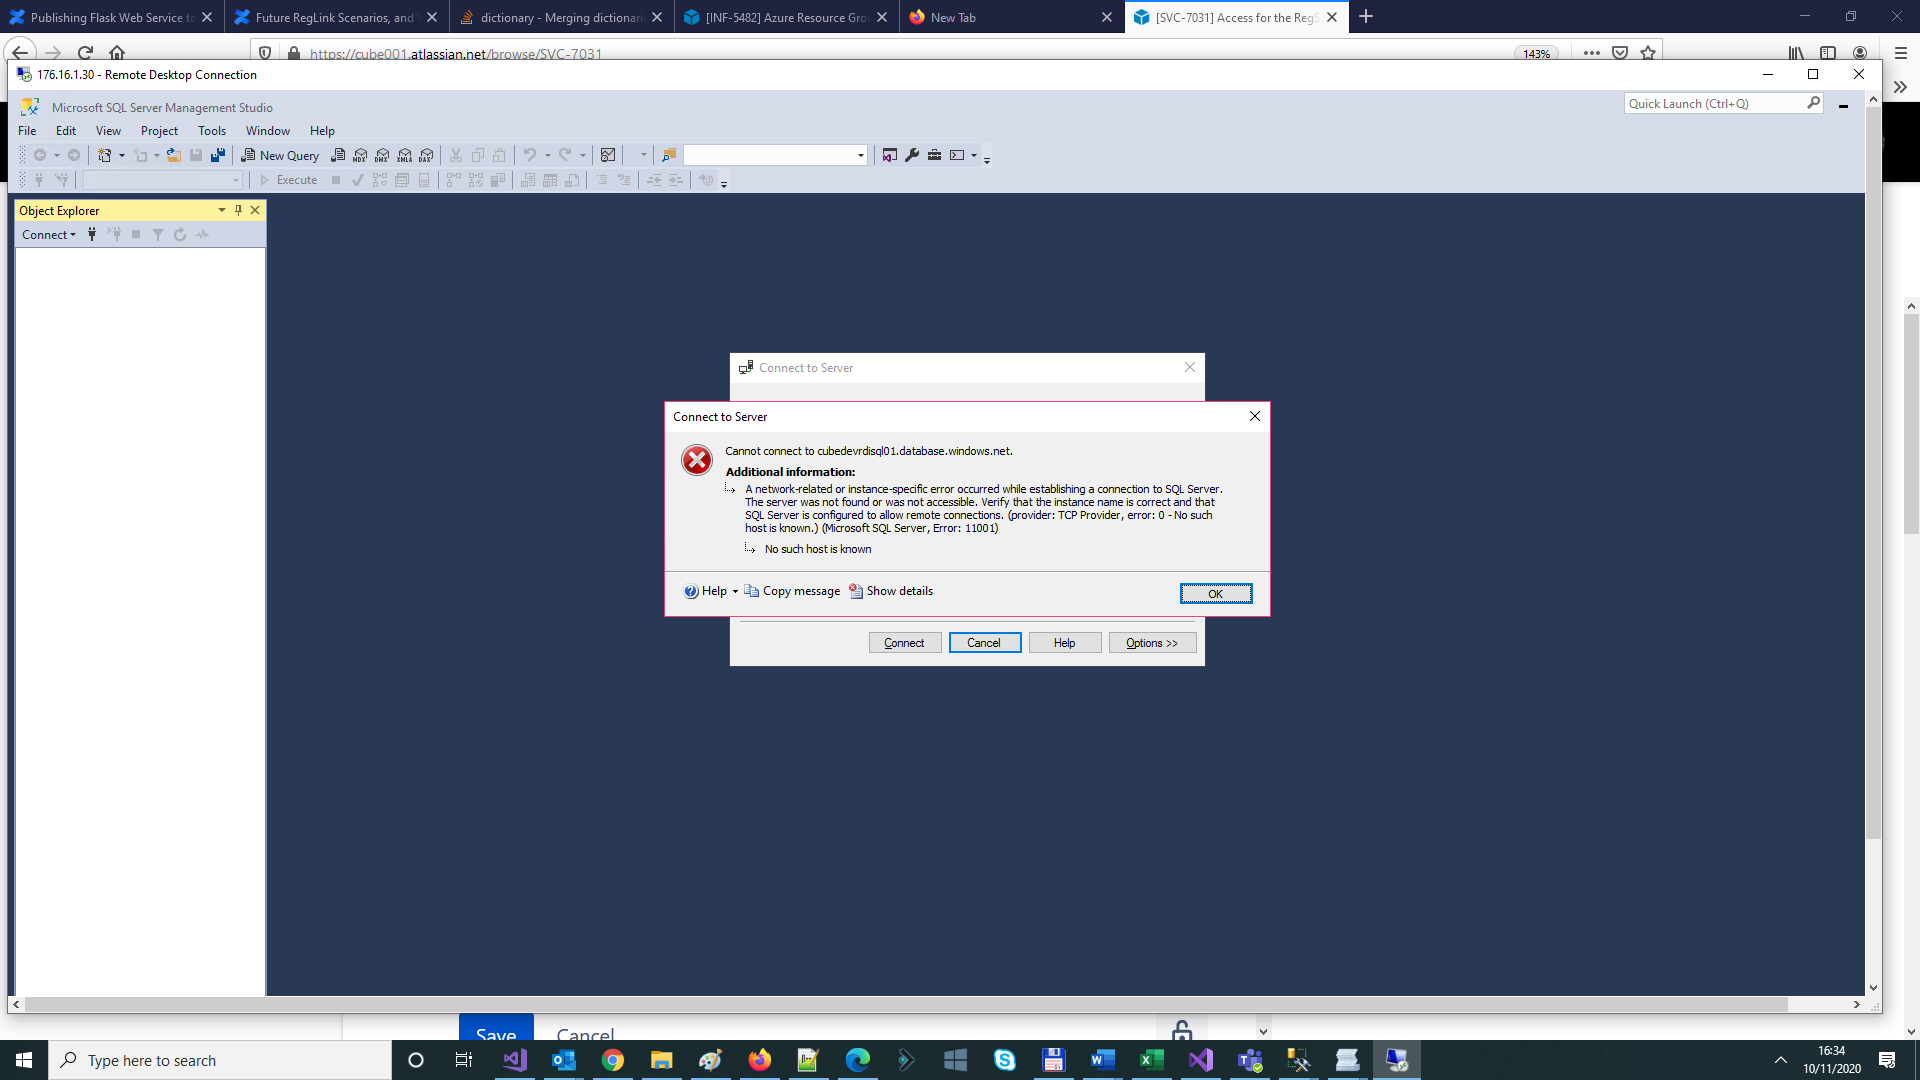 Publishing Flask Web Service to
Future RegLink Scenarios, and
dictionary - Merging dictionari
[INF-5482] Azure Resource Gro
New Tab
[SVC-7031] Access for the RegS
https://cube001.atlassian.net/browse/SVC-7031
143%
176.16.1.30 - Remote Desktop Connection
Microsoft SQL Server Management Studio
Quick Launch (Ctrl+Q)
File Edit View Project Tools Window Help
New Query MDX DMX XMLA DAX
Execute
Object Explorer
Connect
Connect to Server
Connect to Server
Cannot connect to cubedevrdisql01.database.windows.net.
Additional information:
A network-related or instance-specific error occurred while establishing a connection to SQL Server.
The server was not found or was not accessible. Verify that the instance name is correct and that
SQL Server is configured to allow remote connections. (provider: TCP Provider, error: 0 - No such
host is known.) (Microsoft SQL Server, Error: 11001)
No such host is known
Help Copy message Show details OK
Connect Cancel Help Options >>
Save Cancel
Type here to search
16:34
10/11/2020